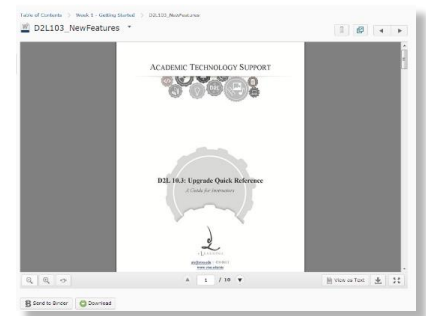 Table of Contents > Week 1 - Getting Started > D2L103_NewFeatures
D2L103_NewFeatures
ACADEMIC TECHNOLOGY SUPPORT
D2L 10.3: Upgrade Quick Reference
A Guide for Instructors
1 / 10
View as Text
Send to Binder
Download